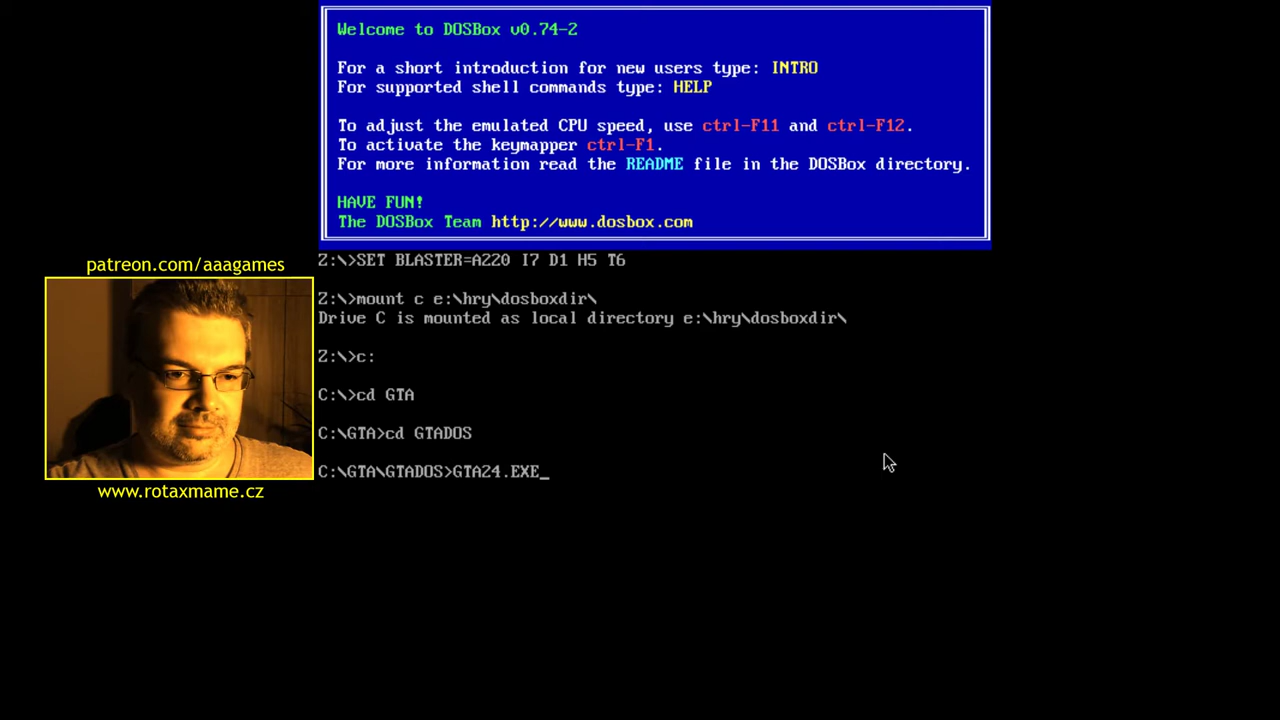 Welcome to DOSBox v0.74-2
For a short introduction for new users type: INTRO
For supported shell commands type: HELP
To adjust the emulated CPU speed, use ctrl-F11 and ctrl-F12.
To activate the keymapper ctrl-F1.
For more information read the README file in the DOSBox directory.
HAVE FUN!
The DOSBox Team http://www.dosbox.com
Z:\>SET BLASTER=A220 I7 D1 H5 T6
Z:\>mount c e:\hry\dosboxdir\
Drive C is mounted as local directory e:\hry\dosboxdir\
Z:\>c:
C:\>cd GTA
C:\GTA>cd GTADOS
C:\GTA\GTADOS>GTA24.EXE_
patreon.com/aaagames
www.rotaxmame.cz